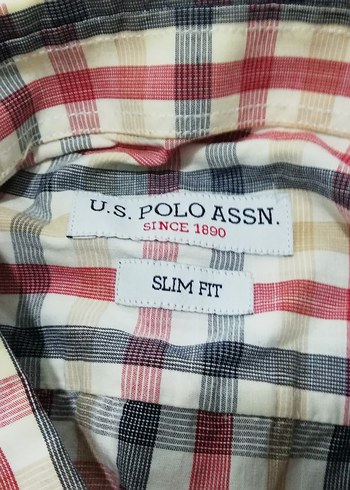 U.S. POLO ASSN.
SINCE 1890
SLIM FIT